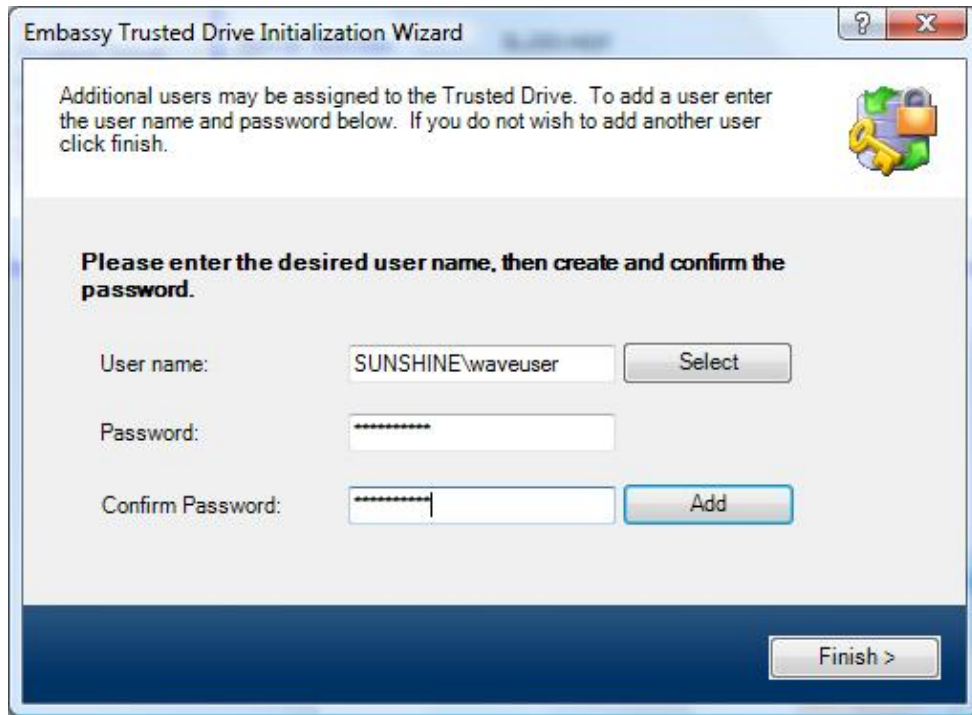 Embassy Trusted Drive Initialization Wizard
Additional users may be assigned to the Trusted Drive.  To add a user enter
the user name and password below.  If you do not wish to add another user
click finish.
Please enter the desired user name, then create and confirm the
password.
User name:
SUNSHINE\waveuser
Select
Password:
**********
Confirm Password:
**********
Add
Finish >